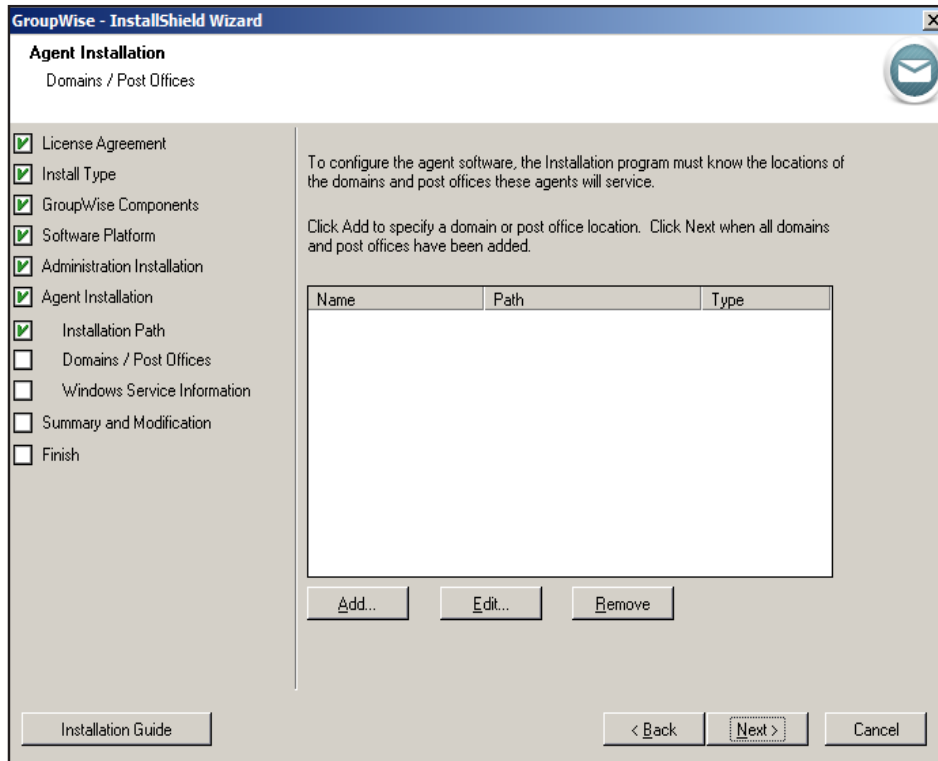 GroupWise - InstallShield Wizard
Agent Installation
Domains / Post Offices
License Agreement
Install Type
GroupWise Components
Software Platform
Administration Installation
Agent Installation
Installation Path
Domains / Post Offices
Windows Service Information
Summary and Modification
Finish
To configure the agent software, the Installation program must know the locations of
the domains and post offices these agents will service.
Click Add to specify a domain or post office location. Click Next when all domains
and post offices have been added.
Name Path Type
Add... Edit... Remove
Installation Guide < Back Next > Cancel